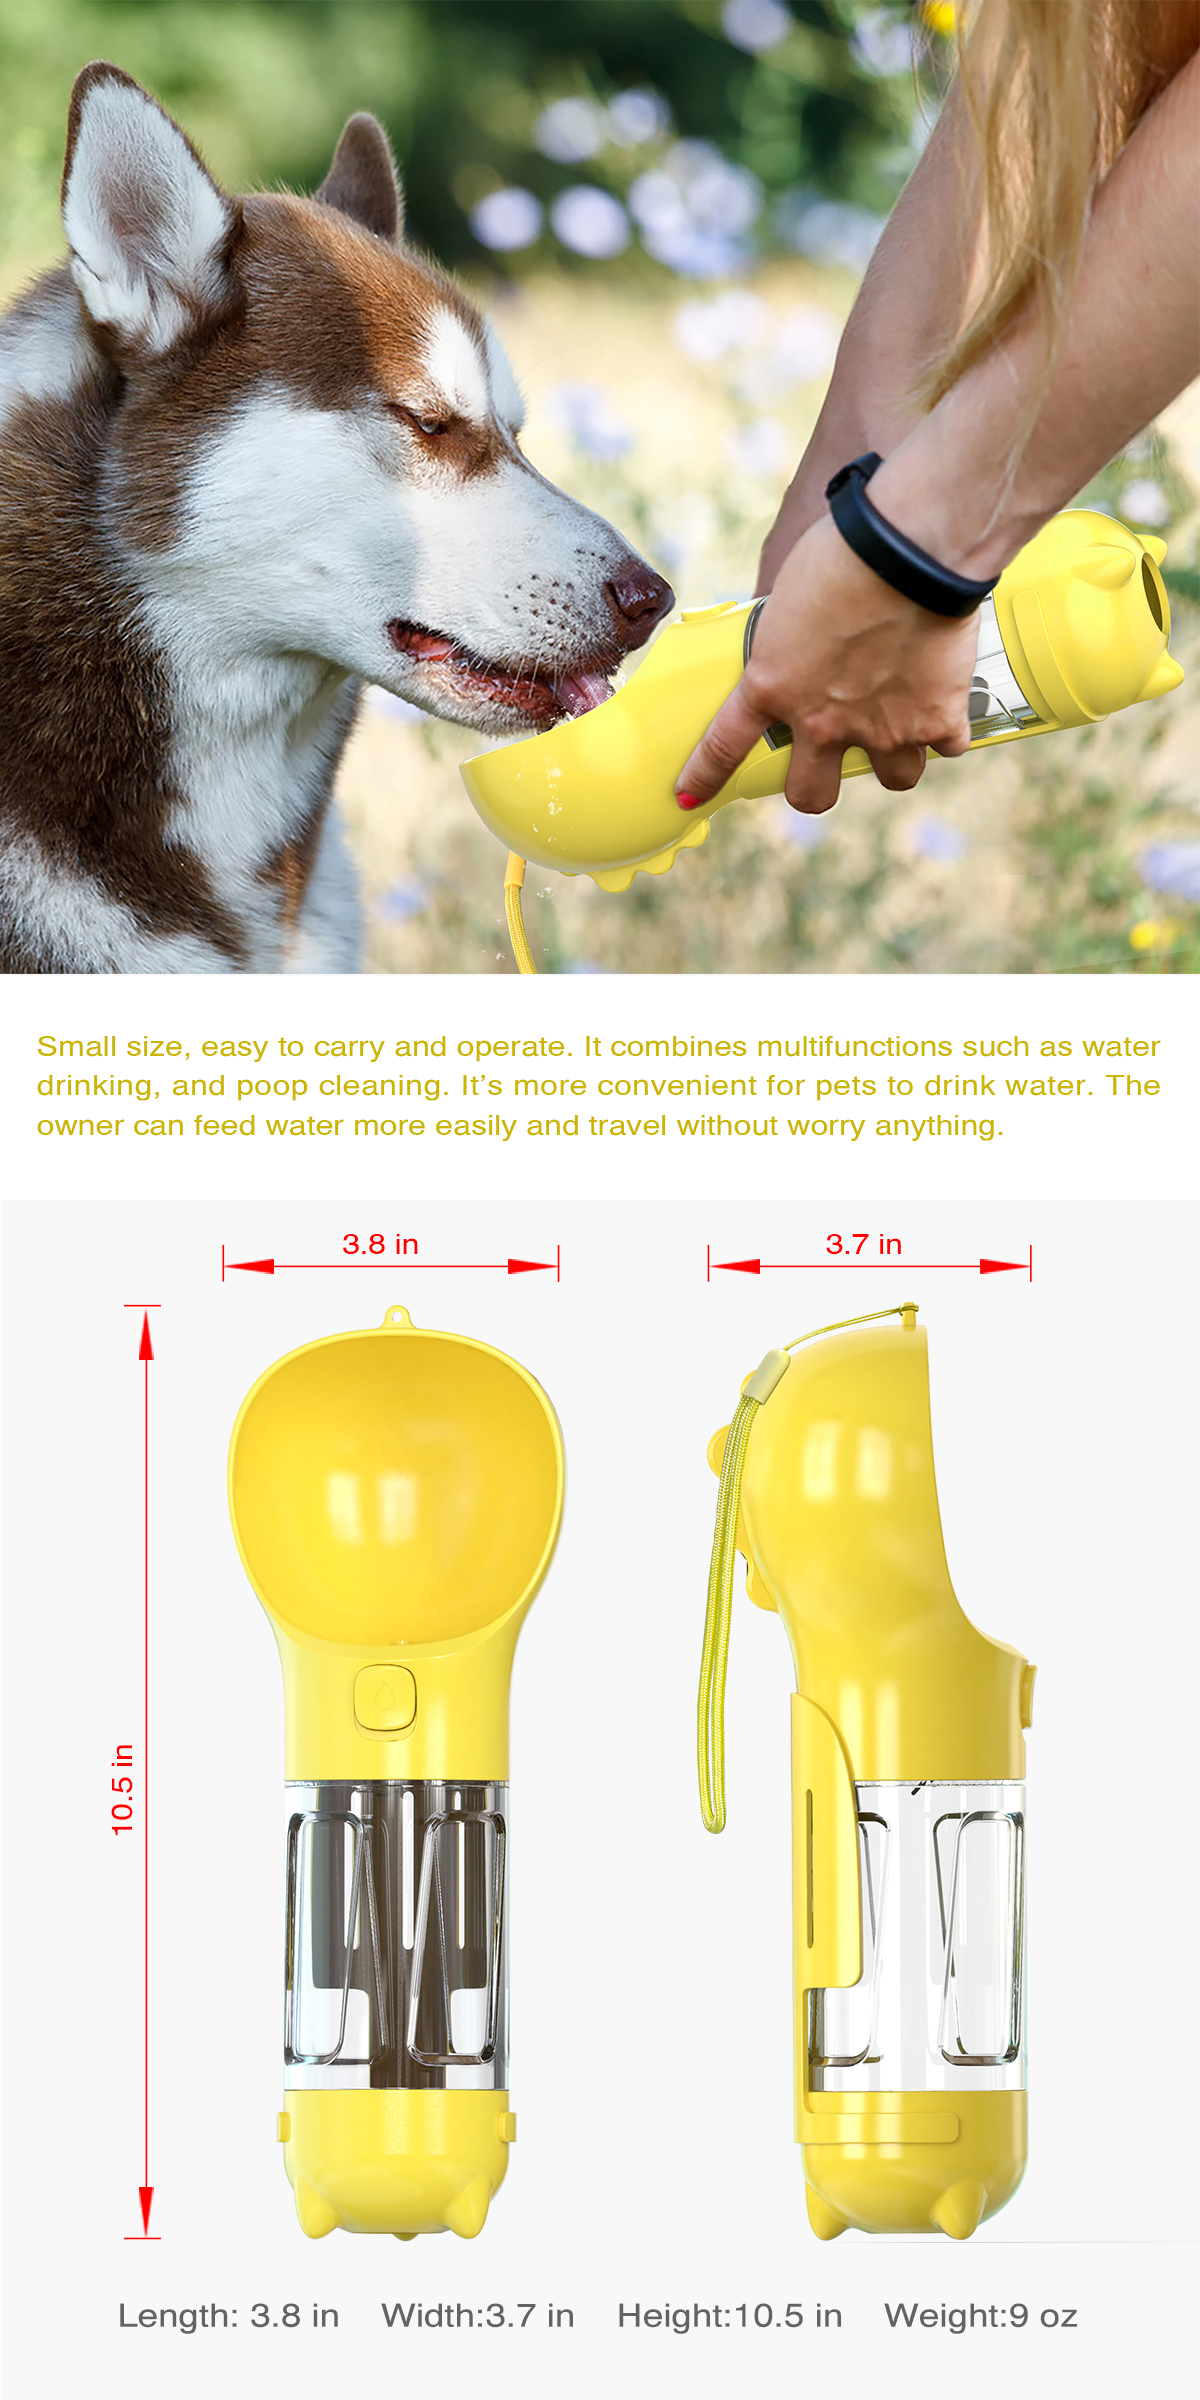 Small size, easy to carry and operate. It combines multifunctions such as water
drinking, and poop cleaning. It’s more convenient for pets to drink water. The
owner can feed water more easily and travel without worry anything.
3.8 in
3.7 in
10.5 in
Length: 3.8 in Width:3.7 in Height:10.5 in Weight:9 oz